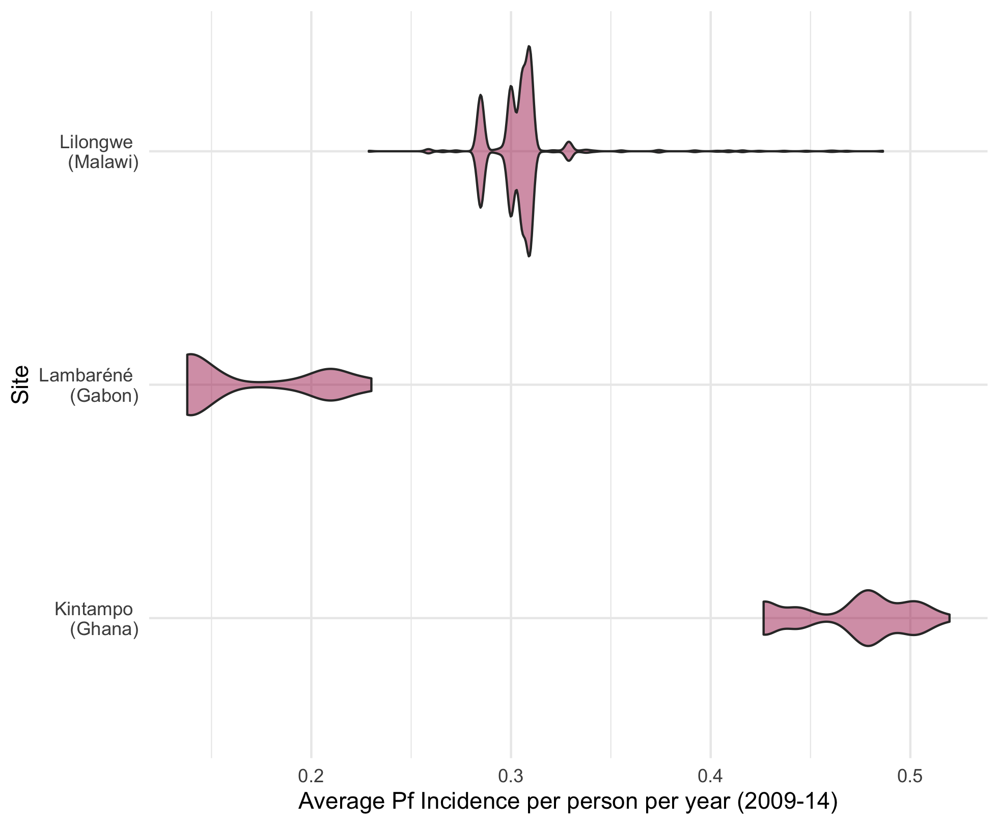 Lilongwe
(Malawi)
Lambaréné
(Gabon)
Kintampo
(Ghana)
Site
0.2
0.3
0.4
0.5
Average Pf Incidence per person per year (2009-14)